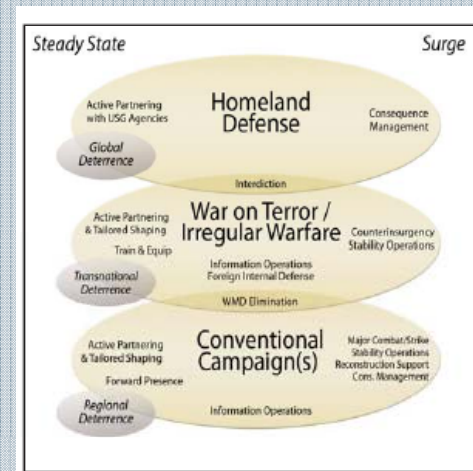 Steady State Surge
Active Partnering
with USG Agencies
Homeland
Defense
Consequence
Management
Global
Deterrence
Interdiction
Active Partnering
& Tailored Shaping
Train & Equip
War on Terror /
Irregular Warfare
Counterinsurgency
Stability Operations
Information Operations
Foreign Internal Defense
Transnational
Deterrence
WMD Elimination
Active Partnering
& Tailored Shaping
Forward Presence
Conventional
Campaign(s)
Major Combat/Strike
Stability Operations
Reconstruction Support
Cons. Management
Regional
Deterrence
Information Operations